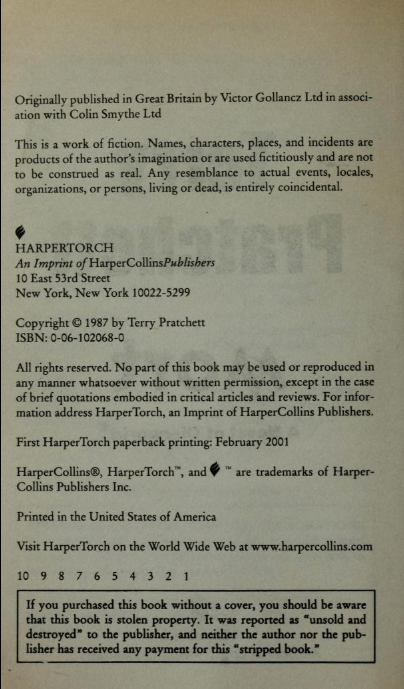 Originally published in Great Britain by Victor Gollancz Ltd in associ-
ation with Colin Smythe Ltd
This is a work of fiction. Names, characters, places, and incidents are
products of the author's imagination or are used fictitiously and are not
to be construed as real. Any resemblance to actual events, locales,
organizations, or persons, living or dead, is entirely coincidental.
HARPERTORCH
An Imprint of HarperCollinsPublishers
10 East 53rd Street
New York, New York 10022-5299
Copyright © 1987 by Terry Pratchett
ISBN: 0-06-102068-0
All rights reserved. No part of this book may be used or reproduced in
any manner whatsoever without written permission, except in the case
of brief quotations embodied in critical articles and reviews. For infor-
mation address HarperTorch, an Imprint of HarperCollins Publishers.
First HarperTorch paperback printing: February 2001
HarperCollins®, HarperTorch™, and ™ are trademarks of Harper-
Collins Publishers Inc.
Printed in the United States of America
Visit HarperTorch on the World Wide Web at www.harpercollins.com
10 9 8 7 6 5 4 3 2 1
If you purchased this book without a cover, you should be aware
that this book is stolen property. It was reported as "unsold and
destroyed" to the publisher, and neither the author nor the pub-
lisher has received any payment for this "stripped book."